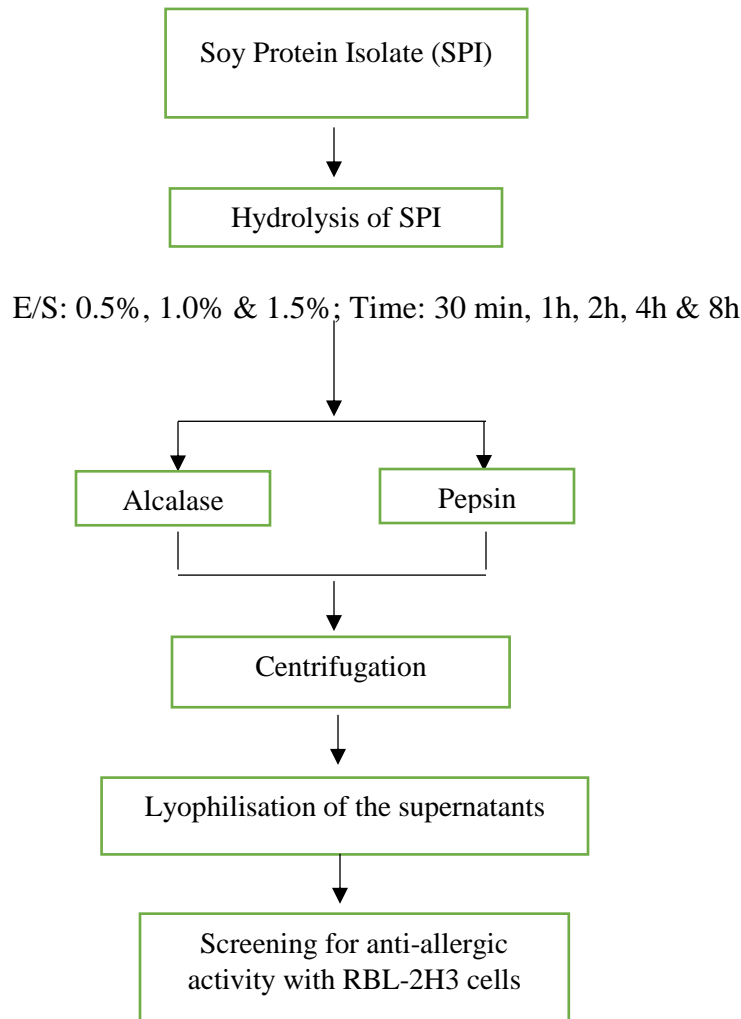 Soy Protein Isolate (SPI)
Hydrolysis of SPI
E/S: 0.5%, 1.0% & 1.5%; Time: 30 min, 1h, 2h, 4h & 8h
Alcalase
Pepsin
Centrifugation
Lyophilisation of the supernatants
Screening for anti-allergic
activity with RBL-2H3 cells